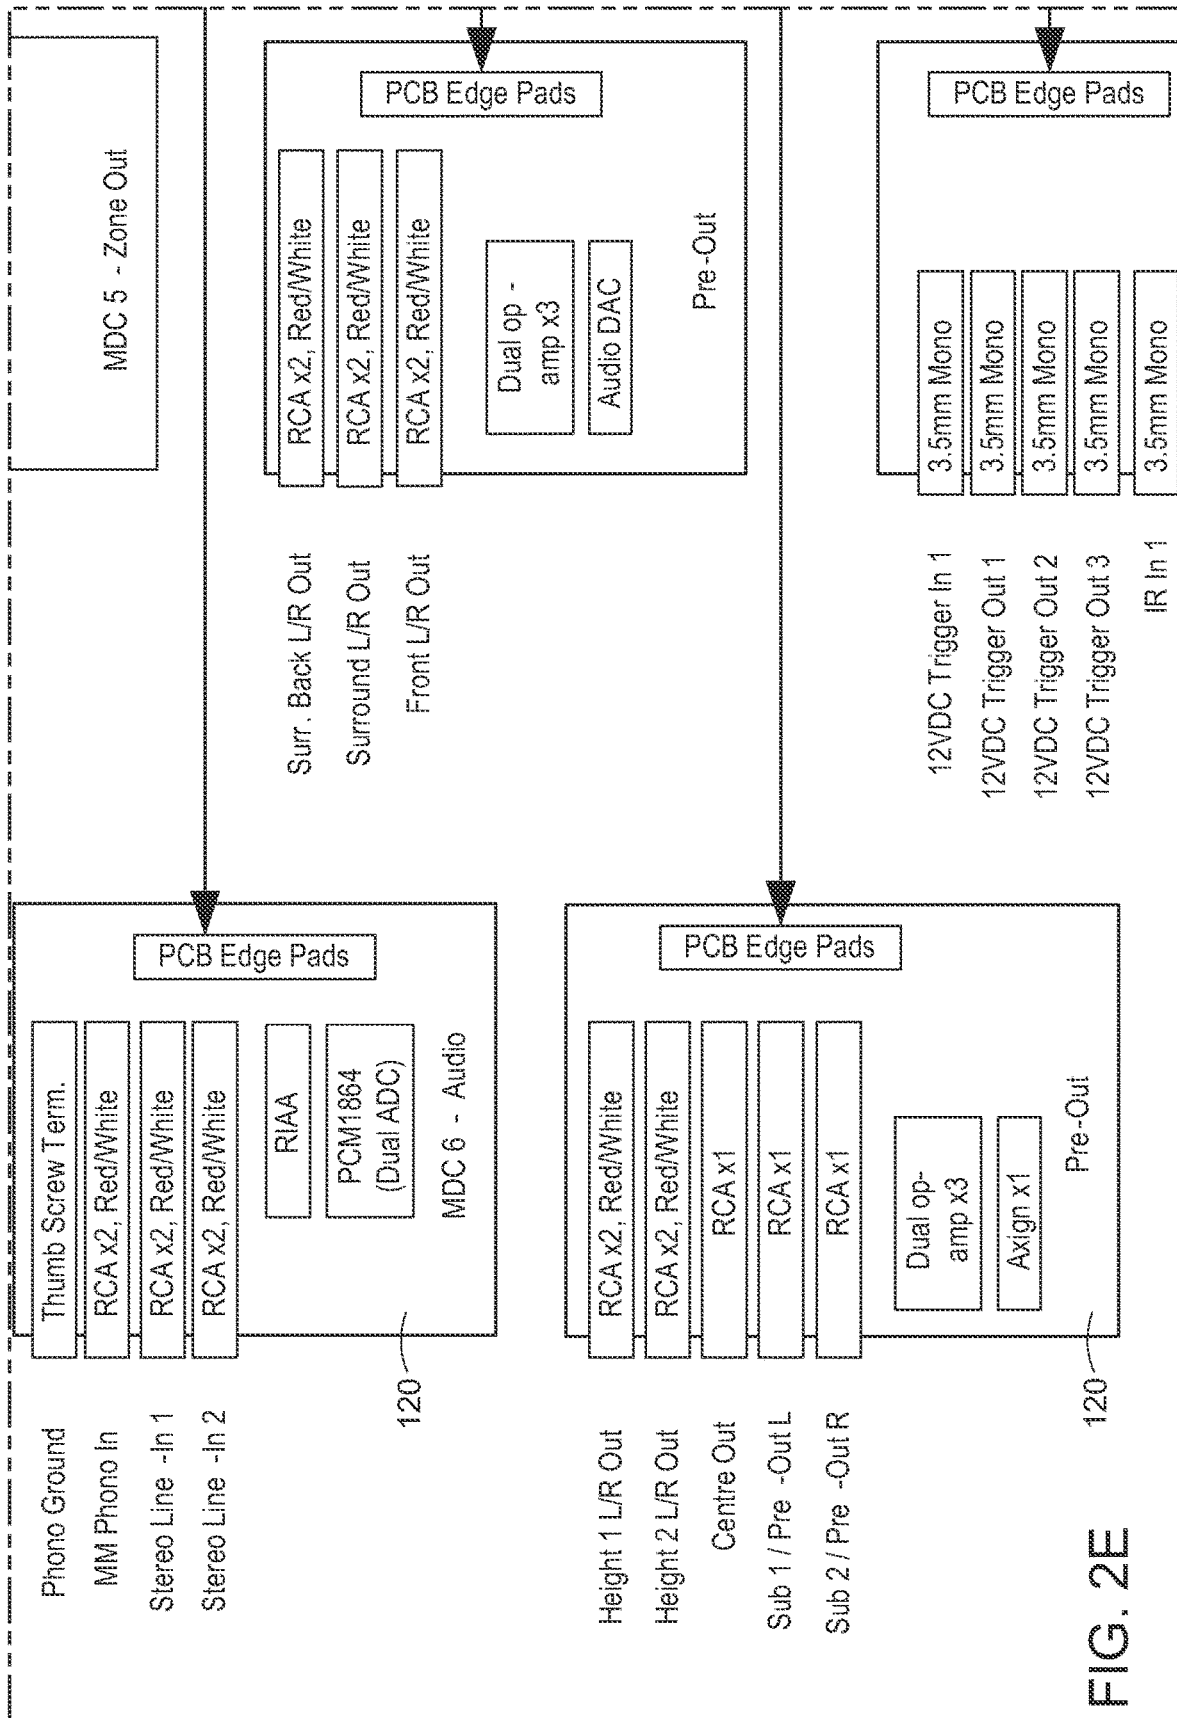 Phono Ground
MM Phono In
Stereo Line -In 1
Stereo Line -In 2
Thumb Screw Term.
RCA x2, Red/White
RCA x2, Red/White
RCA x2, Red/White
RIAA
PCM1864
(Dual ADC)
MDC 6 - Audio
PCB Edge Pads
120
MDC 5 - Zone Out
Surr. Back L/R Out
Surround L/R Out
Front L/R Out
RCA x2, Red/White
RCA x2, Red/White
RCA x2, Red/White
Dual op -
amp x3
Audio DAC
Pre-Out
PCB Edge Pads
Height 1 L/R Out
Height 2 L/R Out
Centre Out
Sub 1 / Pre -Out L
Sub 2 / Pre -Out R
RCA x2, Red/White
RCA x2, Red/White
RCA x1
RCA x1
RCA x1
Dual op-
amp x3
Axign x1
Pre-Out
PCB Edge Pads
120
12VDC Trigger In 1
12VDC Trigger Out 1
12VDC Trigger Out 2
12VDC Trigger Out 3
IR In 1
3.5mm Mono
3.5mm Mono
3.5mm Mono
3.5mm Mono
3.5mm Mono
PCB Edge Pads
FIG. 2E